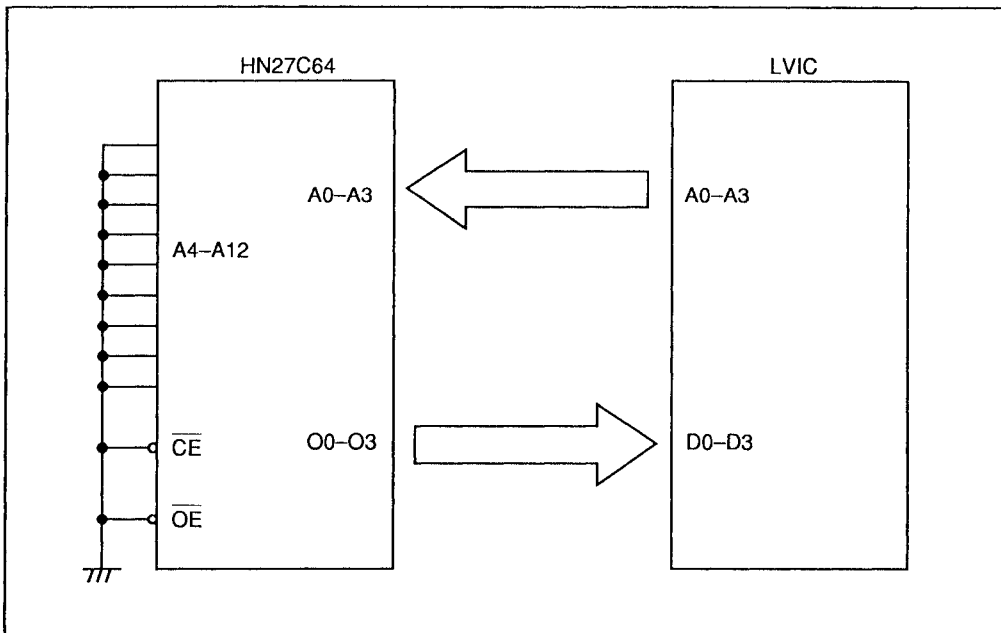 HN27C64
LVIC
A0–A3
A0–A3
A4–A12
O0–O3
D0–D3
CE
OE